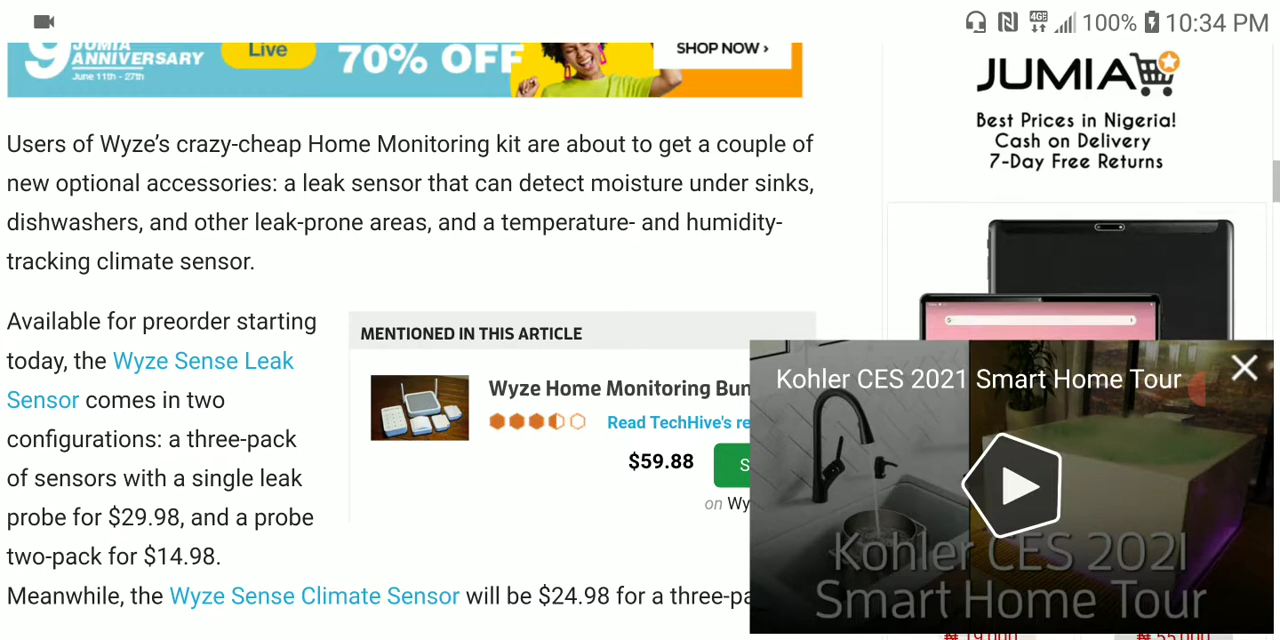 4GE
100%
10:34 PM
9
JUMIA
ANNIVERSARY
June 11th - 27th
Live
70% OFF
SHOP NOW ›
JUMIA
Best Prices in Nigeria!
Cash on Delivery
7-Day Free Returns
Users of Wyze’s crazy-cheap Home Monitoring kit are about to get a couple of
new optional accessories: a leak sensor that can detect moisture under sinks,
dishwashers, and other leak-prone areas, and a temperature- and humidity-
tracking climate sensor.
Available for preorder starting
today, the Wyze Sense Leak
Sensor comes in two
configurations: a three-pack
of sensors with a single leak
probe for $29.98, and a probe
two-pack for $14.98.
Meanwhile, the Wyze Sense Climate Sensor will be $24.98 for a three-pa
MENTIONED IN THIS ARTICLE
Wyze Home Monitoring Bun
Read TechHive's re
$59.88
S
on Wy
Kohler CES 2021 Smart Home Tour
Kohler CES 2021
Smart Home Tour